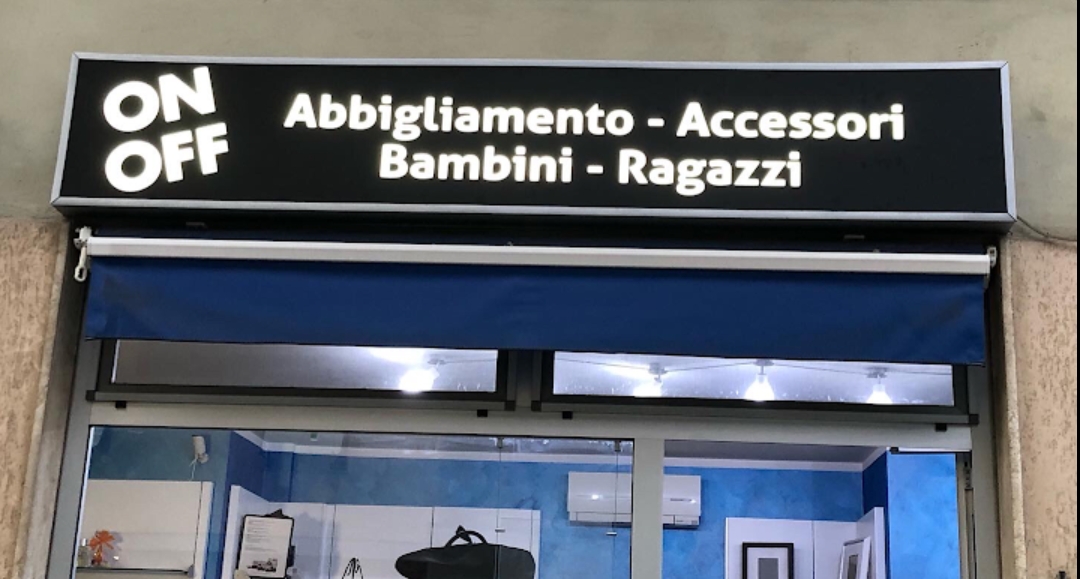 ON
OFF
Abbigliamento - Accessori
Bambini - Ragazzi